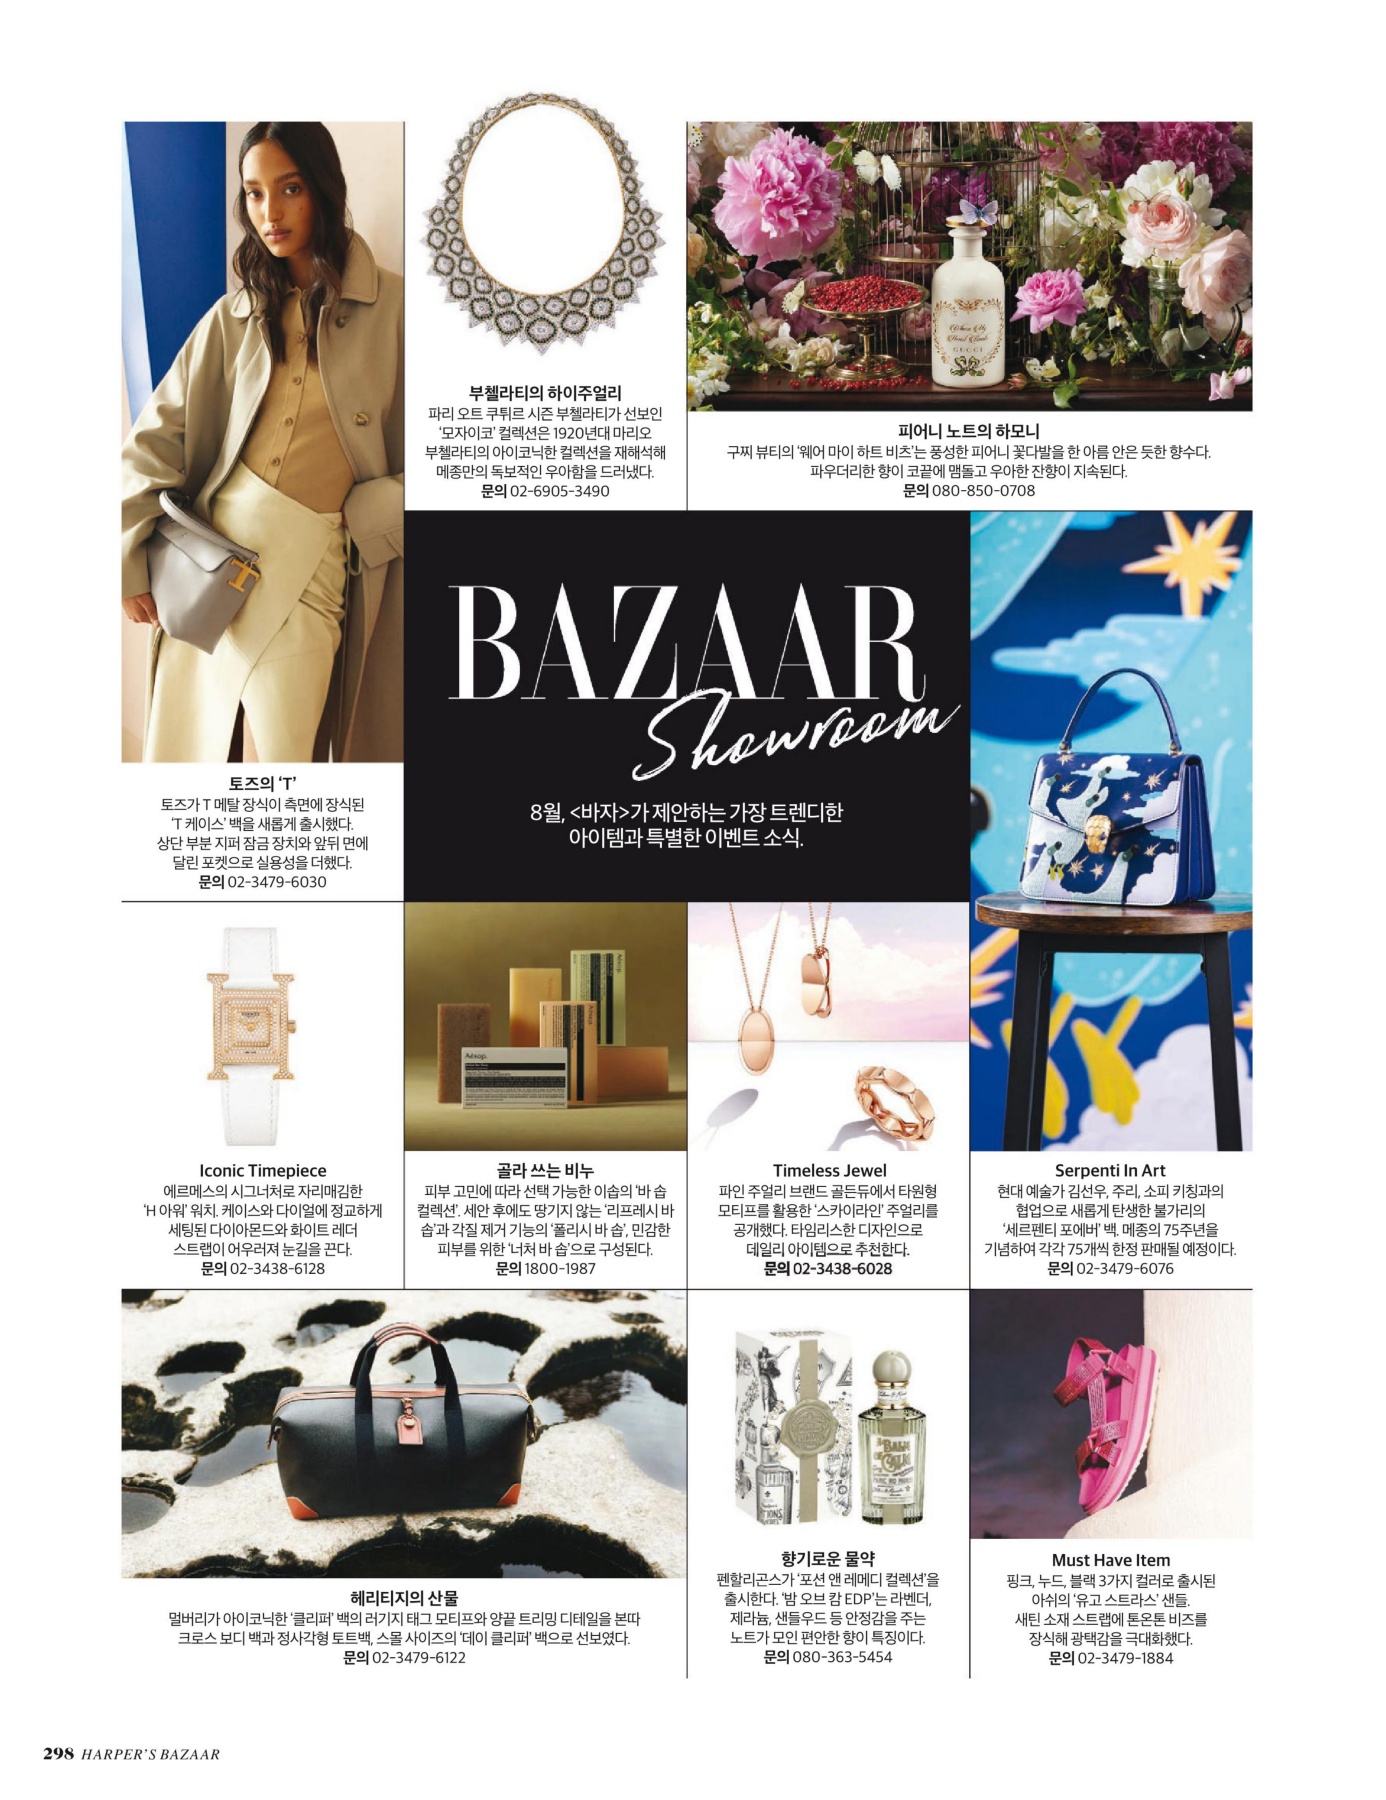 부첼라티의 하이주얼리
파리 오트 쿠튀르 시즌 부첼라티가 선보인
‘모자이코’ 컬렉션은 1920년대 마리오
부첼라티의 아이코닉한 컬렉션을 재해석해
메종만의 독보적인 우아함을 드러냈다.
문의 02-6905-3490
When My
GUCCI
피어니 노트의 하모니
구찌 뷰티의 ‘웨어 마이 하트 비츠’는 풍성한 피어니 꽃다발을 한 아름 안은 듯한 향수다.
파우더리한 향이 코끝에 맴돌고 우아한 잔향이 지속된다.
문의 080-850-0708
BAZAAR
Showroom
8월, <바자>가 제안하는 가장 트렌디한
아이템과 특별한 이벤트 소식.
토즈의 ‘T’
토즈가 T 메탈 장식이 측면에 장식된
‘T 케이스’ 백을 새롭게 출시했다.
상단 부분 지퍼 잠금 장치와 앞뒤 면에
달린 포켓으로 실용성을 더했다.
문의 02-3479-6030
Iconic Timepiece
에르메스의 시그너처로 자리매김한
‘H 아워’ 워치. 케이스와 다이얼에 정교하게
세팅된 다이아몬드와 화이트 레더
스트랩이 어우러져 눈길을 끈다.
문의 02-3438-6128
Aēsop.
Aēsop.
Aēsop.
골라 쓰는 비누
피부 고민에 따라 선택 가능한 이솝의 ‘바 솝
컬렉션’. 세안 후에도 땅기지 않는 ‘리프레시 바
솝’과 각질 제거 기능의 ‘폴리시 바 솝’, 민감한
피부를 위한 ‘너처 바 솝’으로 구성된다.
문의 1800-1987
Timeless Jewel
파인 주얼리 브랜드 골든듀에서 타원형
모티프를 활용한 ‘스카이라인’ 주얼리를
공개했다. 타임리스한 디자인으로
데일리 아이템으로 추천한다.
문의 02-3438-6028
Serpenti In Art
현대 예술가 김선우, 주리, 소피 키칭과의
협업으로 새롭게 탄생한 불가리의
‘세르펜티 포에버’ 백. 메종의 75주년을
기념하여 각각 75개씩 한정 판매될 예정이다.
문의 02-3479-6076
헤리티지의 산물
멀버리가 아이코닉한 ‘클리퍼’ 백의 러기지 태그 모티프와 양끝 트리밍 디테일을 본따
크로스 보디 백과 정사각형 토트백, 스몰 사이즈의 ‘데이 클리퍼’ 백으로 선보였다.
문의 02-3479-6122
BALM
CALM
향기로운 물약
펜할리곤스가 ‘포션 앤 레메디 컬렉션’을
출시한다. ‘밤 오브 캄 EDP’는 라벤더,
제라늄, 샌들우드 등 안정감을 주는
노트가 모인 편안한 향이 특징이다.
문의 080-363-5454
Must Have Item
핑크, 누드, 블랙 3가지 컬러로 출시된
아쉬의 ‘유고 스트라스’ 샌들.
새틴 소재 스트랩에 톤온톤 비즈를
장식해 광택감을 극대화했다.
문의 02-3479-1884
298 HARPER'S BAZAAR